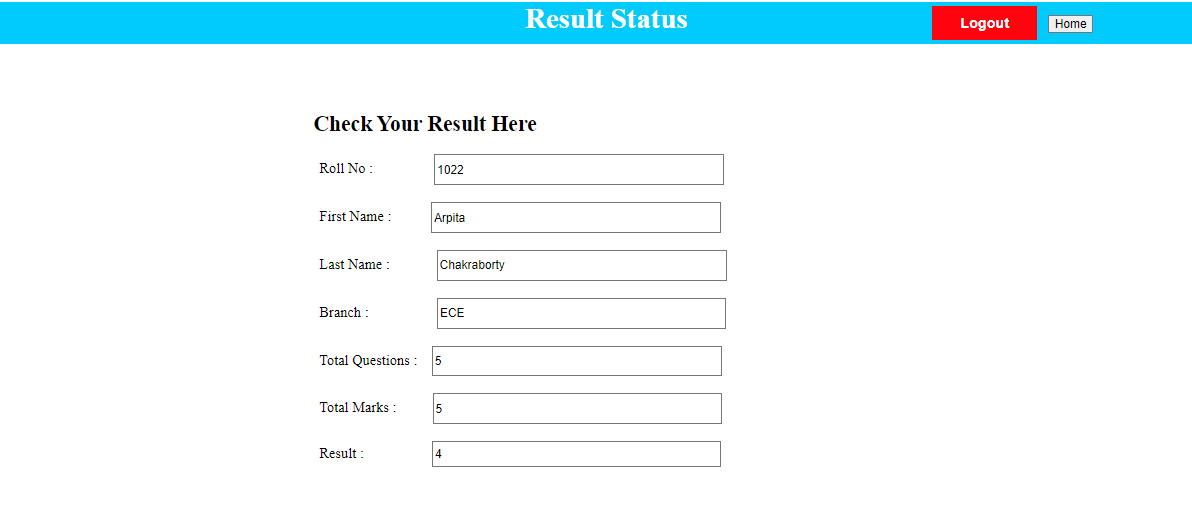 Result Status
Logout
Home
Check Your Result Here
Roll No : 1022
First Name : Arpita
Last Name : Chakraborty
Branch : ECE
Total Questions : 5
Total Marks : 5
Result : 4